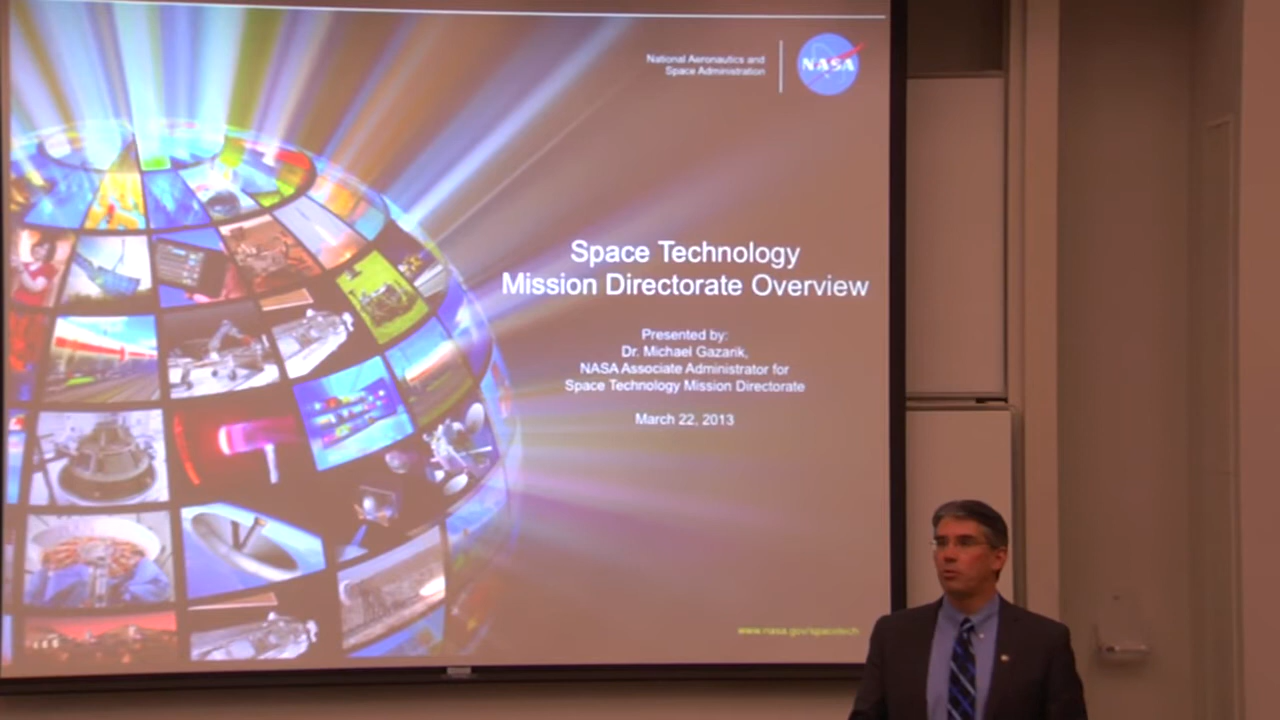 National Aeronautics and
Space Administration
NASA
Space Technology
Mission Directorate Overview
Presented by:
Dr. Michael Gazarik,
NASA Associate Administrator for
Space Technology Mission Directorate
March 22, 2013
www.nasa.gov/spacetech